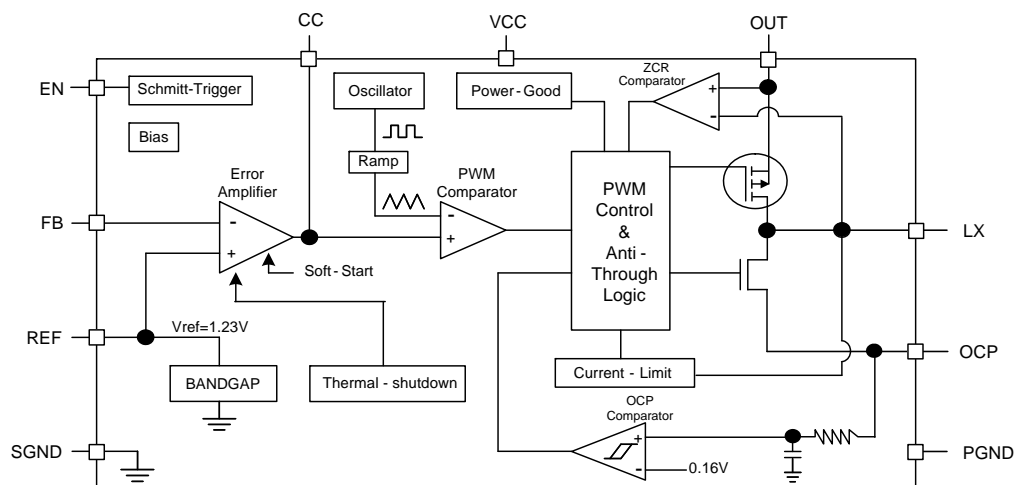 CC
VCC
OUT
EN
Schmitt-Trigger
Oscillator
Power-Good
ZCR
Comparator
+
-
Bias
Ramp
Error
Amplifier
PWM
Comparator
PWM
Control
&
Anti -
Through
Logic
FB
-
+
-
+
LX
Soft-Start
REF
Vref=1.23V
OCP
BANDGAP
Thermal - shutdown
Current - Limit
OCP
Comparator
SGND
+
-
0.16V
PGND